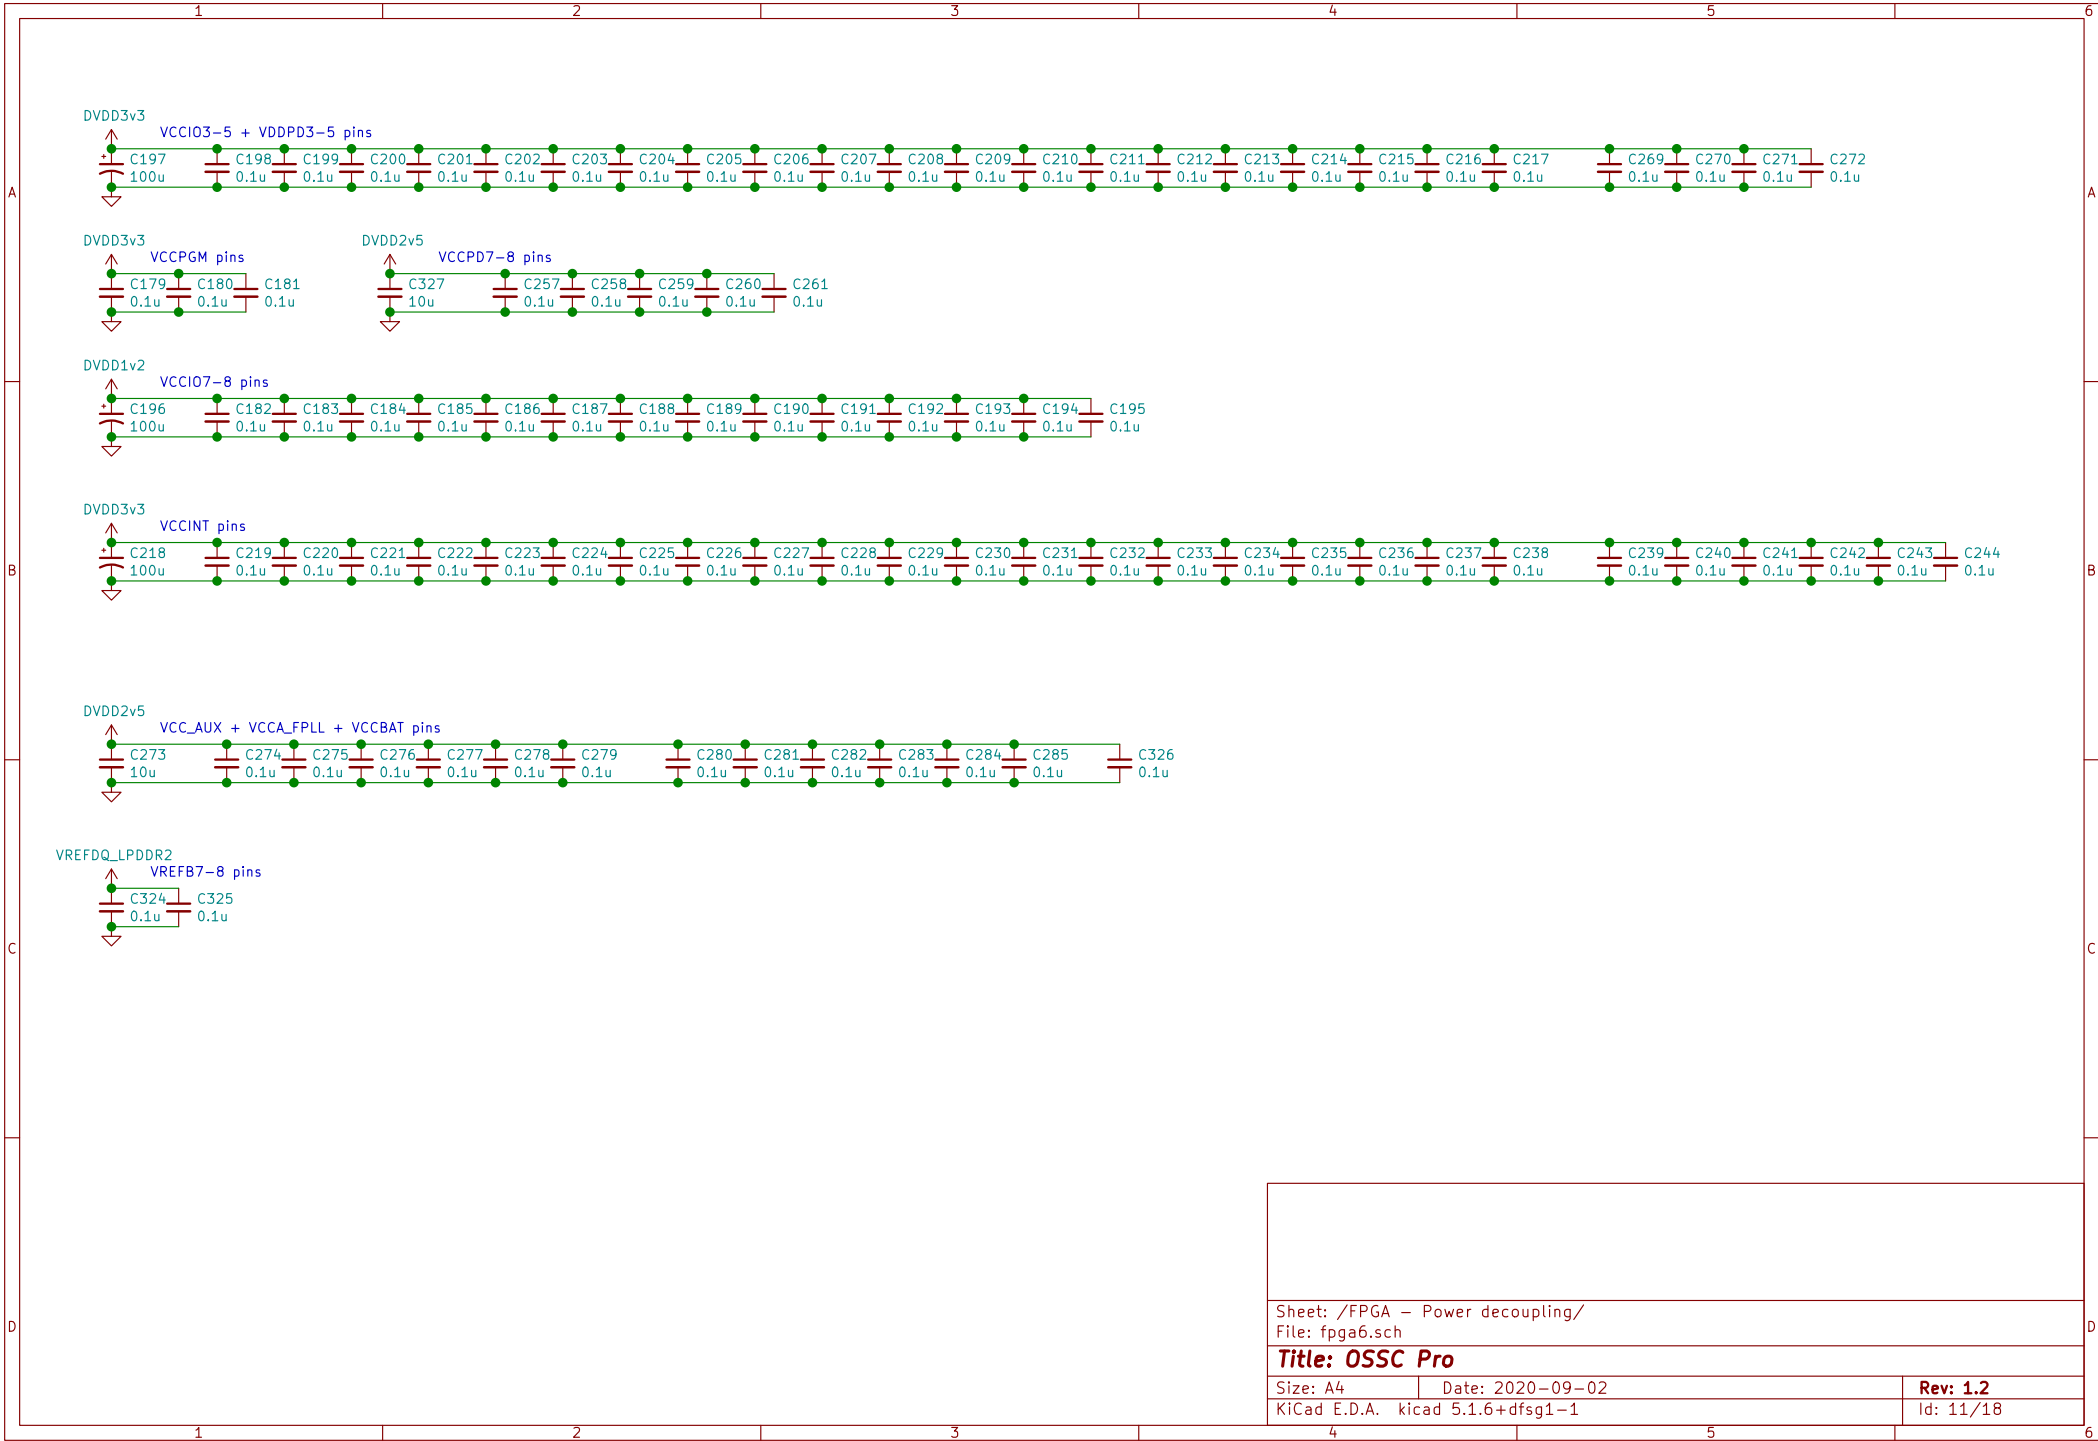 1 2 3 4 5 6
DVDD3v3
VCCIO3-5 + VDDPD3-5 pins
C197 C198 C199 C200 C201 C202 C203 C204 C205 C206 C207 C208 C209 C210 C211 C212 C213 C214 C215 C216 C217 C269 C270 C271 C272
100u 0.1u 0.1u 0.1u 0.1u 0.1u 0.1u 0.1u 0.1u 0.1u 0.1u 0.1u 0.1u 0.1u 0.1u 0.1u 0.1u 0.1u 0.1u 0.1u 0.1u 0.1u 0.1u 0.1u 0.1u
A A
DVDD3v3 DVDD2v5
VCCPGM pins VCCPD7-8 pins
C179 C180 C181 C327 C257 C258 C259 C260 C261
0.1u 0.1u 0.1u 10u 0.1u 0.1u 0.1u 0.1u 0.1u
DVDD1v2
VCCIO7-8 pins
C196 C182 C183 C184 C185 C186 C187 C188 C189 C190 C191 C192 C193 C194 C195
100u 0.1u 0.1u 0.1u 0.1u 0.1u 0.1u 0.1u 0.1u 0.1u 0.1u 0.1u 0.1u 0.1u 0.1u
DVDD3v3
VCCINT pins
C218 C219 C220 C221 C222 C223 C224 C225 C226 C227 C228 C229 C230 C231 C232 C233 C234 C235 C236 C237 C238 C239 C240 C241 C242 C243 C244
100u 0.1u 0.1u 0.1u 0.1u 0.1u 0.1u 0.1u 0.1u 0.1u 0.1u 0.1u 0.1u 0.1u 0.1u 0.1u 0.1u 0.1u 0.1u 0.1u 0.1u 0.1u 0.1u 0.1u 0.1u 0.1u 0.1u
B B
DVDD2v5
VCC_AUX + VCCA_FPLL + VCCBAT pins
C273 C274 C275 C276 C277 C278 C279 C280 C281 C282 C283 C284 C285 C326
10u 0.1u 0.1u 0.1u 0.1u 0.1u 0.1u 0.1u 0.1u 0.1u 0.1u 0.1u 0.1u 0.1u
VREFDQ_LPDDR2
VREFB7-8 pins
C324 C325
0.1u 0.1u
C C
Sheet: /FPGA - Power decoupling/
File: fpga6.sch
D D
Title: OSSC Pro
Size: A4 Date: 2020-09-02 Rev: 1.2
KiCad E.D.A. kicad 5.1.6+dfsg1-1 Id: 11/18
1 2 3 4 5 6